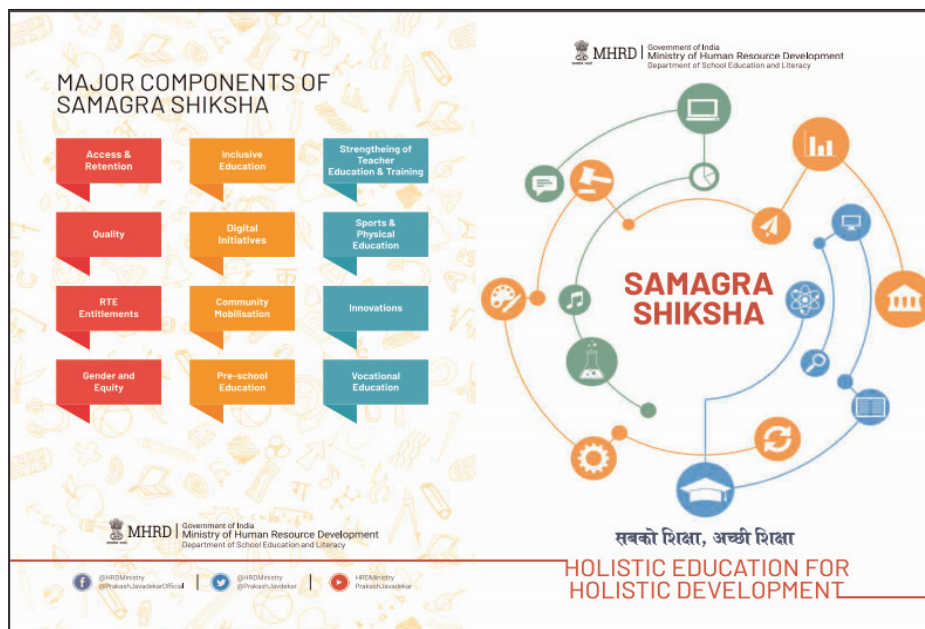 MAJOR COMPONENTS OF
SAMAGRA SHIKSHA
Access &
Retention
Inclusive
Education
Strengtheing of
Teacher
Education & Training
Quality
Digital
Initiatives
Sports &
Physical
Education
RTE
Entitlements
Community
Mobilisation
Innovations
Gender and
Equity
Pre-school
Education
Vocational
Education
MHRD
Government of India
Ministry of Human Resource Development
Department of School Education and Literacy
@HRDMinistry
@PrakashJavadekarOfficial
@HRDMinistry
@PrakashJavdekar
HRDMinistry
PrakashJavadekar
MHRD
Government of India
Ministry of Human Resource Development
Department of School Education and Literacy
SAMAGRA
SHIKSHA
सबको शिक्षा, अच्छी शिक्षा
HOLISTIC EDUCATION FOR
HOLISTIC DEVELOPMENT